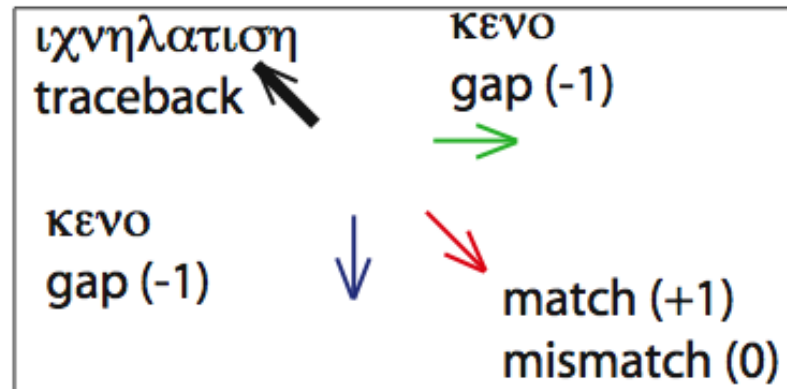 ιχνηλατιση
traceback
κενο
gap (-1)
κενο
gap (-1)
match (+1)
mismatch (0)